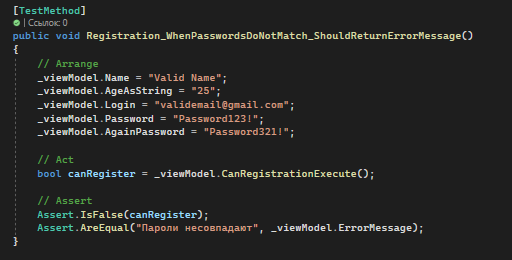 [TestMethod]
| Ссылок: 0
public void Registration_WhenPasswordsDoNotMatch_ShouldReturnErrorMessage()
{
// Arrange
_viewModel.Name = "Valid Name";
_viewModel.AgeAsString = "25";
_viewModel.Login = "validemail@gmail.com";
_viewModel.Password = "Password123!";
_viewModel.AgainPassword = "Password321!";
// Act
bool canRegister = _viewModel.CanRegistrationExecute();
// Assert
Assert.IsFalse(canRegister);
Assert.AreEqual("Пароли несовпадают", _viewModel.ErrorMessage);
}